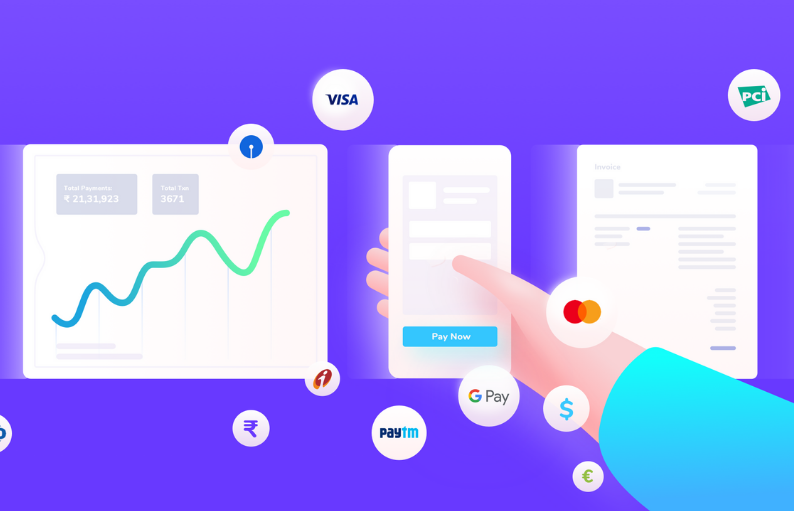 VISA
PCi
Total Payments
₹ 21,31,923
Total Txn
3671
Invoice
Pay Now
G Pay
₹
paytm
$
€